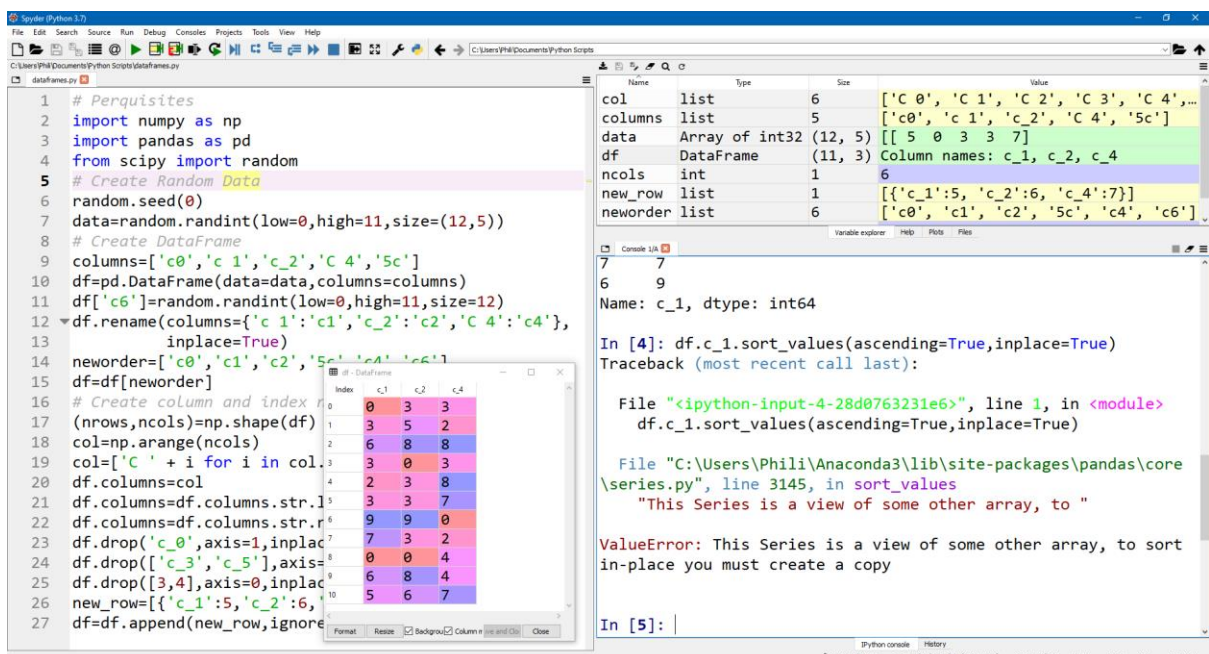 Spyder (Python 3.7)
File Edit Search Source Run Debug Consoles Projects Tools View Help
C:\Users\Phili\Documents\Python Scripts
C:\Users\Phili\Documents\Python Scripts\dataframes.py
dataframes.py
1 # Perquisites
2 import numpy as np
3 import pandas as pd
4 from scipy import random
5 # Create Random Data
6 random.seed(0)
7 data=random.randint(low=0,high=11,size=(12,5))
8 # Create DataFrame
9 columns=['c0','c 1','c_2','C 4','5c']
10 df=pd.DataFrame(data=data,columns=columns)
11 df['c6']=random.randint(low=0,high=11,size=12)
12 df.rename(columns={'c 1':'c1','c_2':'c2','C 4':'c4'},
13 inplace=True)
14 neworder=['c0','c1','c2','5c','c4','c6']
15 df=df[neworder]
16 # Create column and index
17 (nrows,ncols)=np.shape(df)
18 col=np.arange(ncols)
19 col=['C ' + i for i in col.
20 df.columns=col
21 df.columns=df.columns.str.
22 df.columns=df.columns.str.
23 df.drop('c_0',axis=1,inplac
24 df.drop(['c_3','c_5'],axis=
25 df.drop([3,4],axis=0,inplac
26 new_row=[{'c_1':5,'c_2':6,'
27 df=df.append(new_row,ignore
df - DataFrame
Index c_1 c_2 c_4
0 0 3 3
1 3 5 2
2 6 8 8
3 3 0 3
4 2 3 8
5 3 3 7
6 9 9 0
7 7 3 2
8 0 0 4
9 6 8 4
10 5 6 7
Format Resize Backgrou Column Close
Name Type Size Value
col list 6 ['C 0', 'C 1', 'C 2', 'C 3', 'C 4',…
columns list 5 ['c0', 'c 1', 'c_2', 'C 4', '5c']
data Array of int32 (12, 5) [[ 5 0 3 3 7]
df DataFrame (11, 3) Column names: c_1, c_2, c_4
ncols int 1 6
new_row list 1 [{'c_1':5, 'c_2':6, 'c_4':7}]
neworder list 6 ['c0', 'c1', 'c2', '5c', 'c4', 'c6']
Variable explorer Help Plots Files
Console 1/A
7 7
6 9
Name: c_1, dtype: int64
In [4]: df.c_1.sort_values(ascending=True,inplace=True)
Traceback (most recent call last):
File "<ipython-input-4-28d0763231e6>", line 1, in <module>
df.c_1.sort_values(ascending=True,inplace=True)
File "C:\Users\Phili\Anaconda3\lib\site-packages\pandas\core
\series.py", line 3145, in sort_values
"This Series is a view of some other array, to "
ValueError: This Series is a view of some other array, to sort
in-place you must create a copy
In [5]:
IPython console History